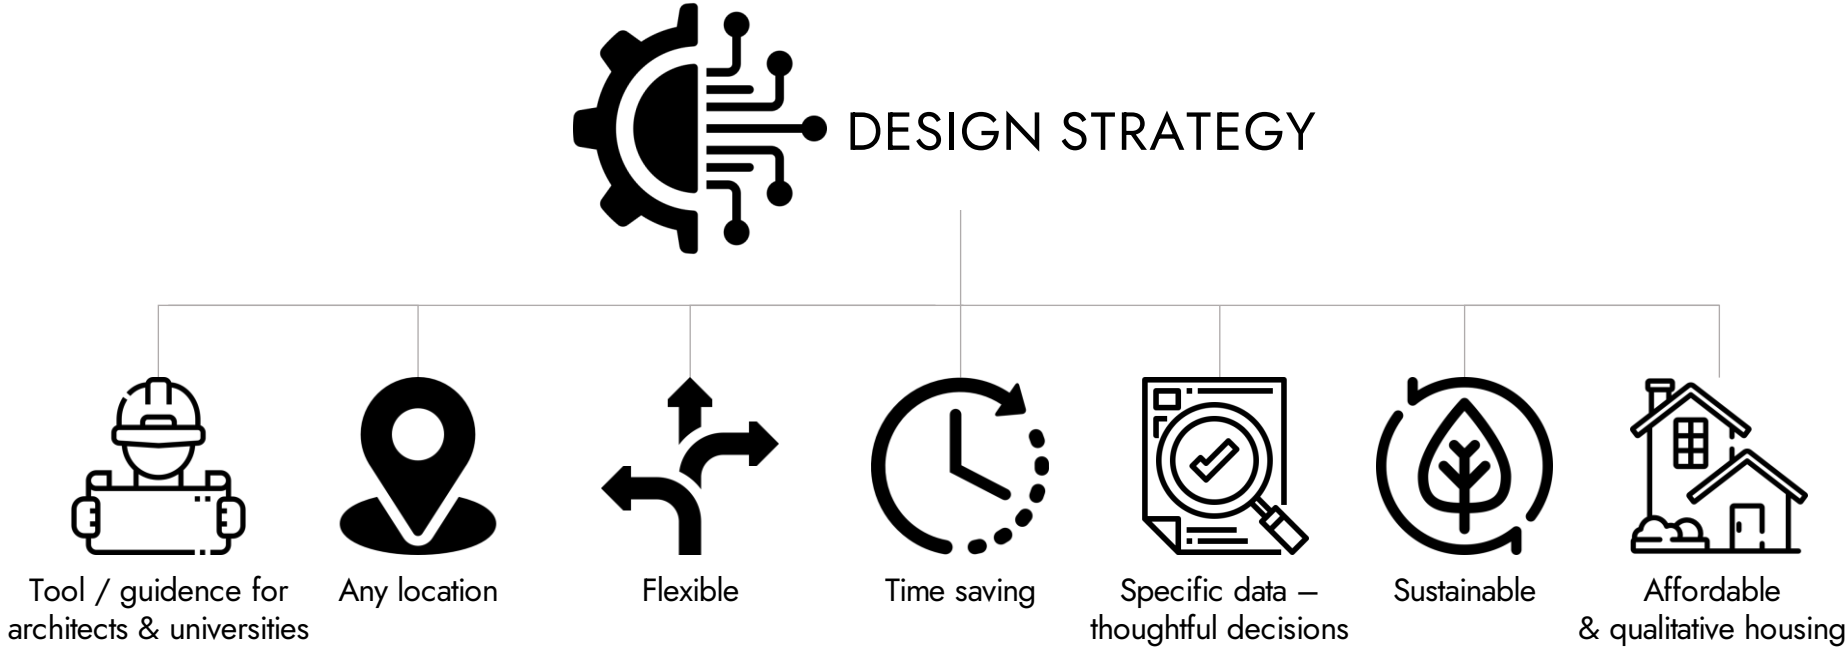 DESIGN STRATEGY
Tool / guidence for
architects & universities
Any location
Flexible
Time saving
Specific data –
thoughtful decisions
Sustainable
Affordable
& qualitative housing